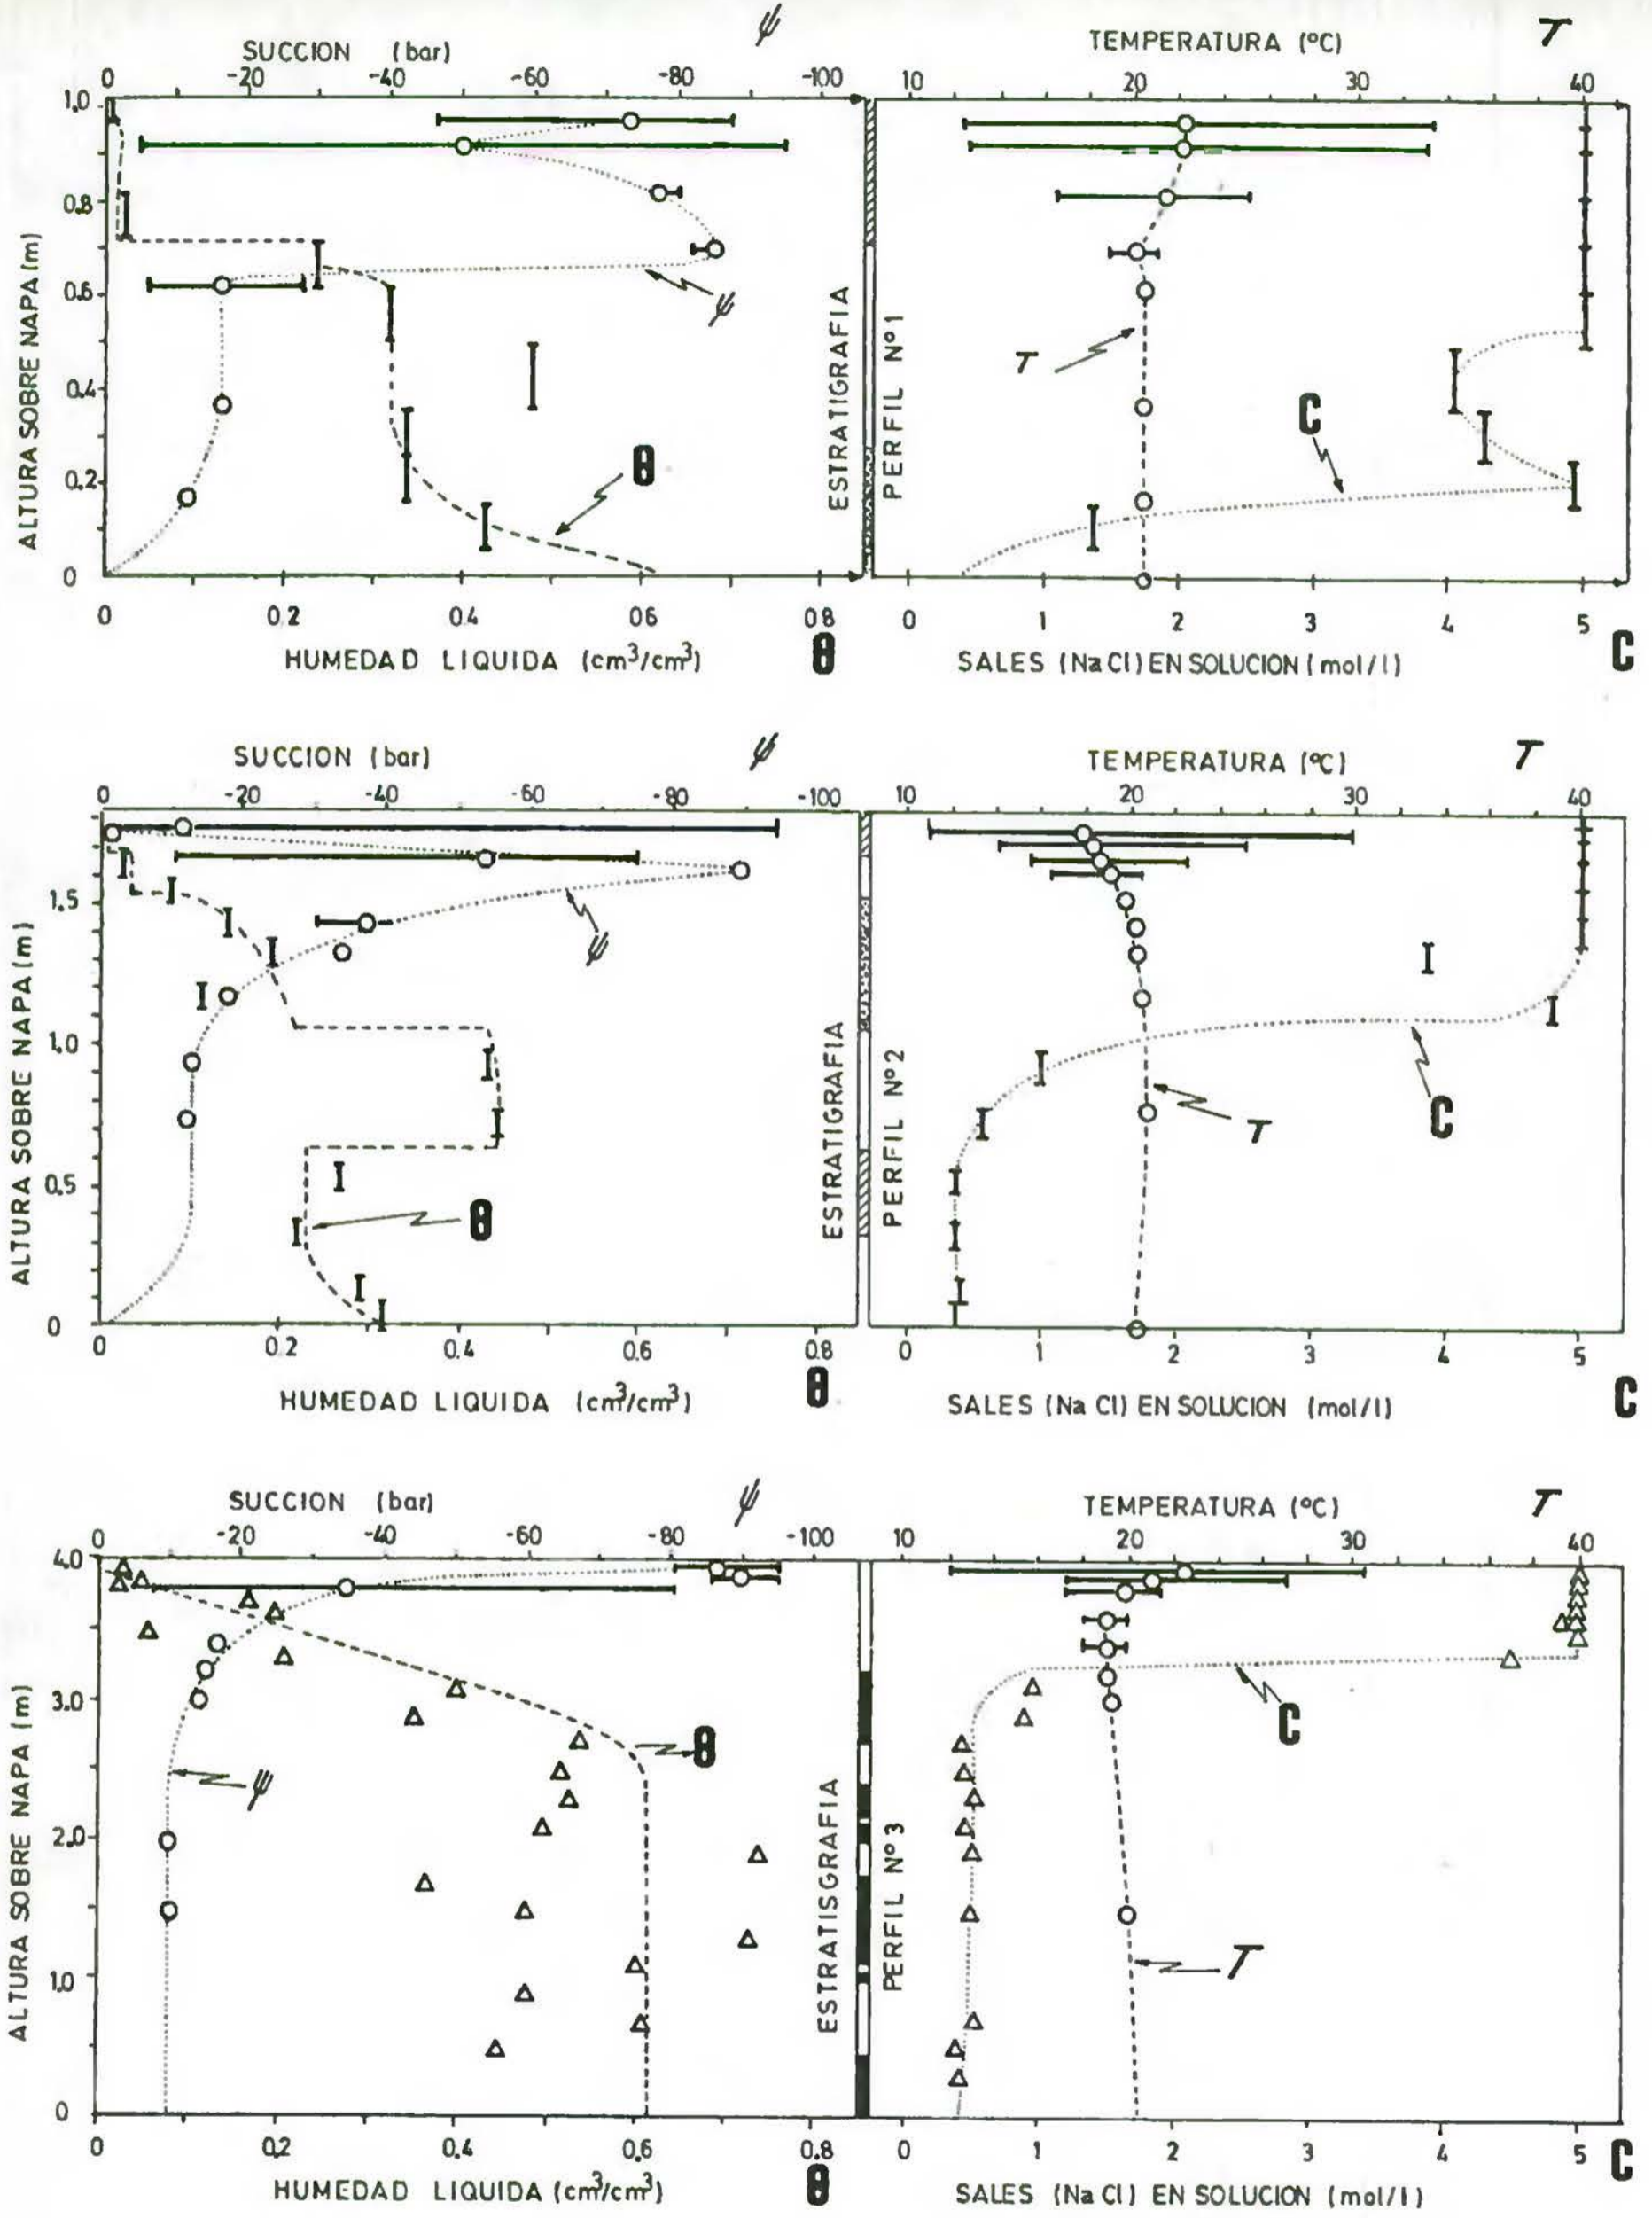 SUCCION (bar) ψ
0 -20 -40 -60 -80 -100
1,0
0.8
0.6
0.4
0.2
0
ALTURA SOBRE NAPA (m)
ψ
θ
ESTRATIGRAFIA
0 0.2 0.4 0.6 0.8
HUMEDAD LIQUIDA (cm³/cm³) θ
TEMPERATURA (ºC) T
10 20 30 40
PERFIL Nº1
T
C
0 1 2 3 4 5
SALES (NaCl) EN SOLUCION (mol/l) C
SUCCION (bar) ψ
0 -20 -40 -60 -80 -100
1.5
1,0
0.5
0
ALTURA SOBRE NAPA (m)
ψ
θ
ESTRATIGRAFIA
0 0.2 0.4 0.6 0.8
HUMEDAD LIQUIDA (cm³/cm³) θ
TEMPERATURA (ºC) T
10 20 30 40
PERFIL Nº2
T
C
0 1 2 3 4 5
SALES (Na Cl) EN SOLUCION (mol/l) C
SUCCION (bar) ψ
0 -20 -40 -60 -80 -100
4.0
3.0
2.0
1.0
0
ALTURA SOBRE NAPA (m)
ψ
θ
ESTRATISGRAFIA
0 0.2 0.4 0.6 0.8
HUMEDAD LIQUIDA (cm³/cm³) θ
TEMPERATURA (ºC) T
10 20 30 40
PERFIL Nº3
C
T
0 1 2 3 4 5
SALES (Na Cl) EN SOLUCION (mol/l) C